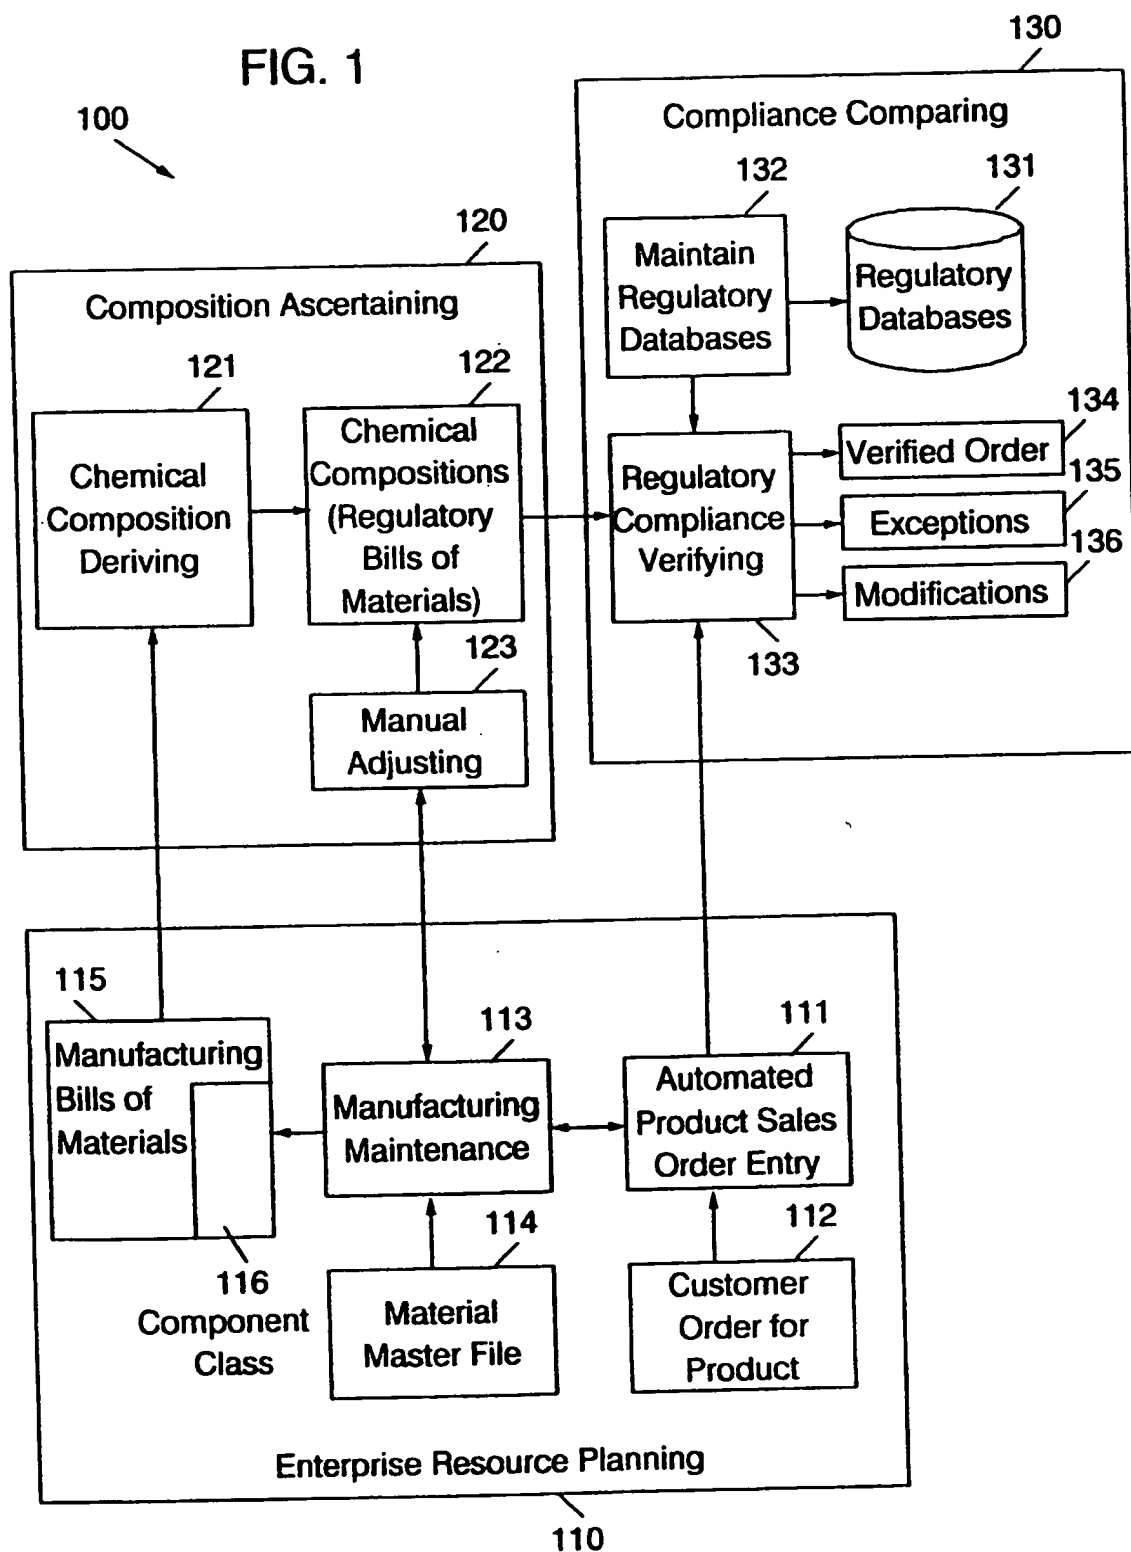 FIG. 1
100
130
Compliance Comparing
132
131
Maintain
Regulatory
Databases
Regulatory
Databases
120
Composition Ascertaining
121
122
Chemical
Composition
Deriving
Chemical
Compositions
(Regulatory
Bills of
Materials)
123
Manual
Adjusting
Regulatory
Compliance
Verifying
133
134
Verified Order
135
Exceptions
136
Modifications
115
Manufacturing
Bills of
Materials
116
Component
Class
113
Manufacturing
Maintenance
111
Automated
Product Sales
Order Entry
114
Material
Master File
112
Customer
Order for
Product
Enterprise Resource Planning
110